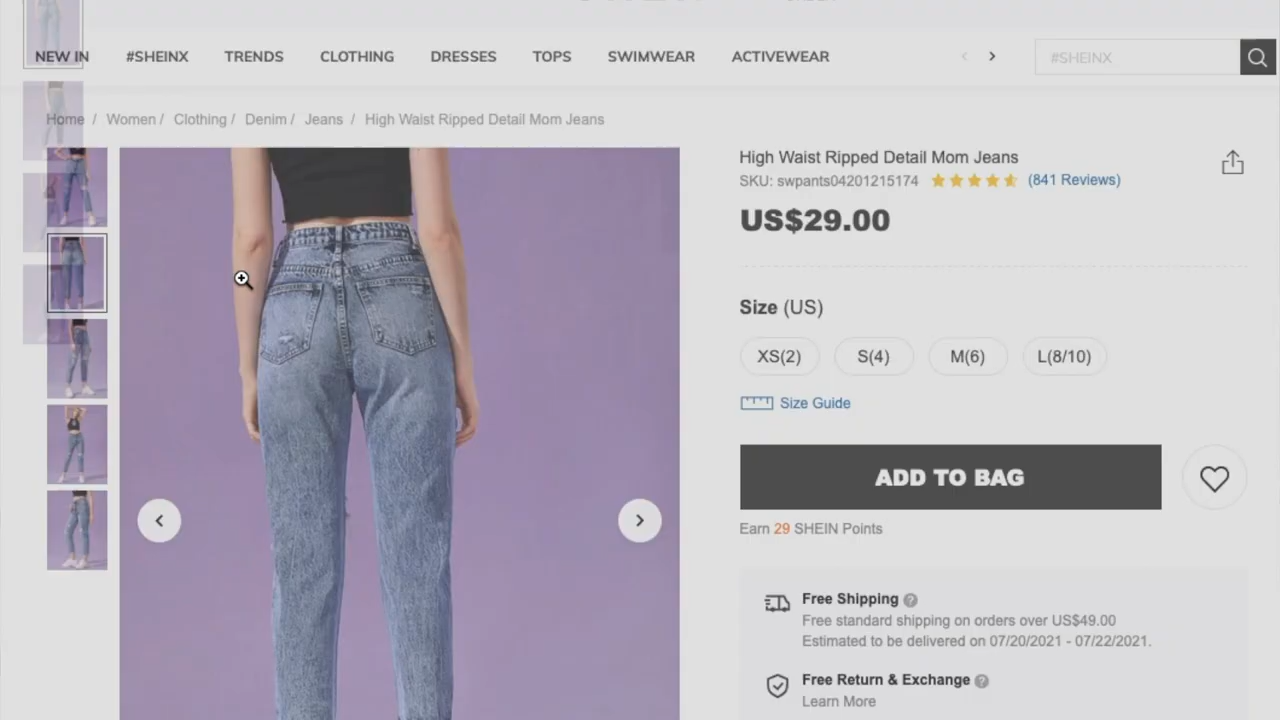 NEW IN #SHEINX TRENDS CLOTHING DRESSES TOPS SWIMWEAR ACTIVEWEAR #SHEINX
Home / Women / Clothing / Denim / Jeans / High Waist Ripped Detail Mom Jeans
High Waist Ripped Detail Mom Jeans
SKU: swpants04201215174 (841 Reviews)
US$29.00
Size (US)
XS(2) S(4) M(6) L(8/10)
Size Guide
ADD TO BAG
Earn 29 SHEIN Points
Free Shipping ?
Free standard shipping on orders over US$49.00
Estimated to be delivered on 07/20/2021 - 07/22/2021.
Free Return & Exchange ?
Learn More